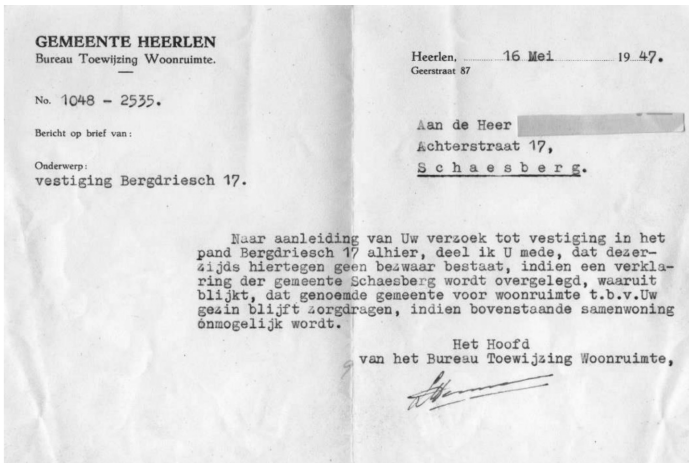 GEMEENTE HEERLEN
Bureau Toewijzing Woonruimte.
No. 1048 - 2535.
Bericht op brief van:
Onderwerp:
vestiging Bergdriesch 17.
Heerlen, 16 Mei 1947.
Geerstraat 87
Aan de Heer
Achterstraat 17,
Schaesberg.
Naar aanleiding van Uw verzoek tot vestiging in het
pand Bergdriesch 17 alhier, deel ik U mede, dat dezer-
zijds hiertegen geen bezwaar bestaat, indien een verkla-
ring der gemeente Schaesberg wordt overgelegd, waaruit
blijkt, dat genoemde gemeente voor woonruimte t.b.v.Uw
gezin blijft zorgdragen, indien bovenstaande samenwoning
onmogelijk wordt.
Het Hoofd
van het Bureau Toewijzing Woonruimte,